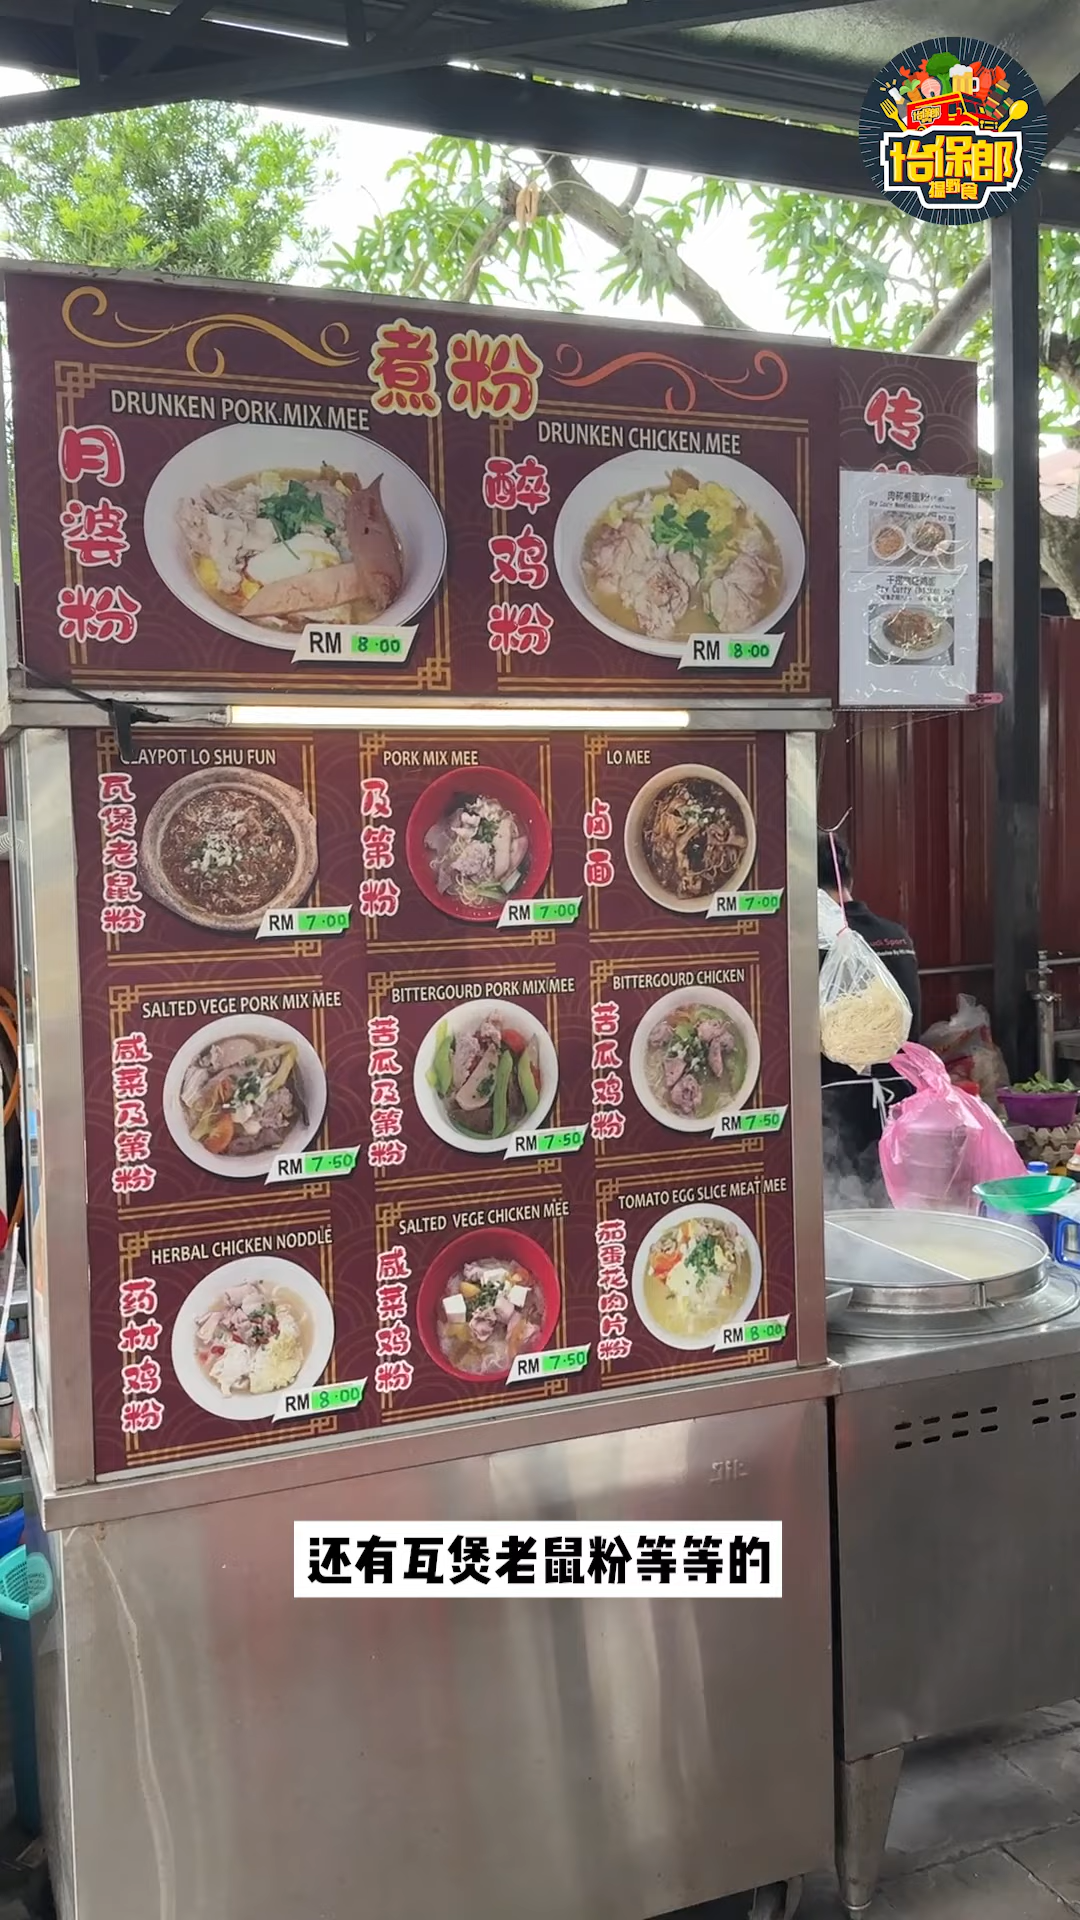 怡保郎
怡保郎
搵野食
煮粉
DRUNKEN PORK MIX MEE
月婆粉
RM 8.00
DRUNKEN CHICKEN MEE
醉鸡粉
RM 8.00
传
CLAYPOT LO SHU FUN
瓦煲老鼠粉
RM 7.00
PORK MIX MEE
及第粉
RM 7.00
LO MEE
卤面
RM 7.00
SALTED VEGE PORK MIX MEE
咸菜及第粉
RM 7.50
BITTERGOURD PORK MIX MEE
苦瓜及第粉
RM 7.50
BITTERGOURD CHICKEN
苦瓜鸡粉
RM 7.50
HERBAL CHICKEN NODDLE
药材鸡粉
RM 8.00
SALTED VEGE CHICKEN MEE
咸菜鸡粉
RM 7.50
TOMATO EGG SLICE MEAT MEE
茄蛋花肉片粉
RM 8.00
还有瓦煲老鼠粉等等的